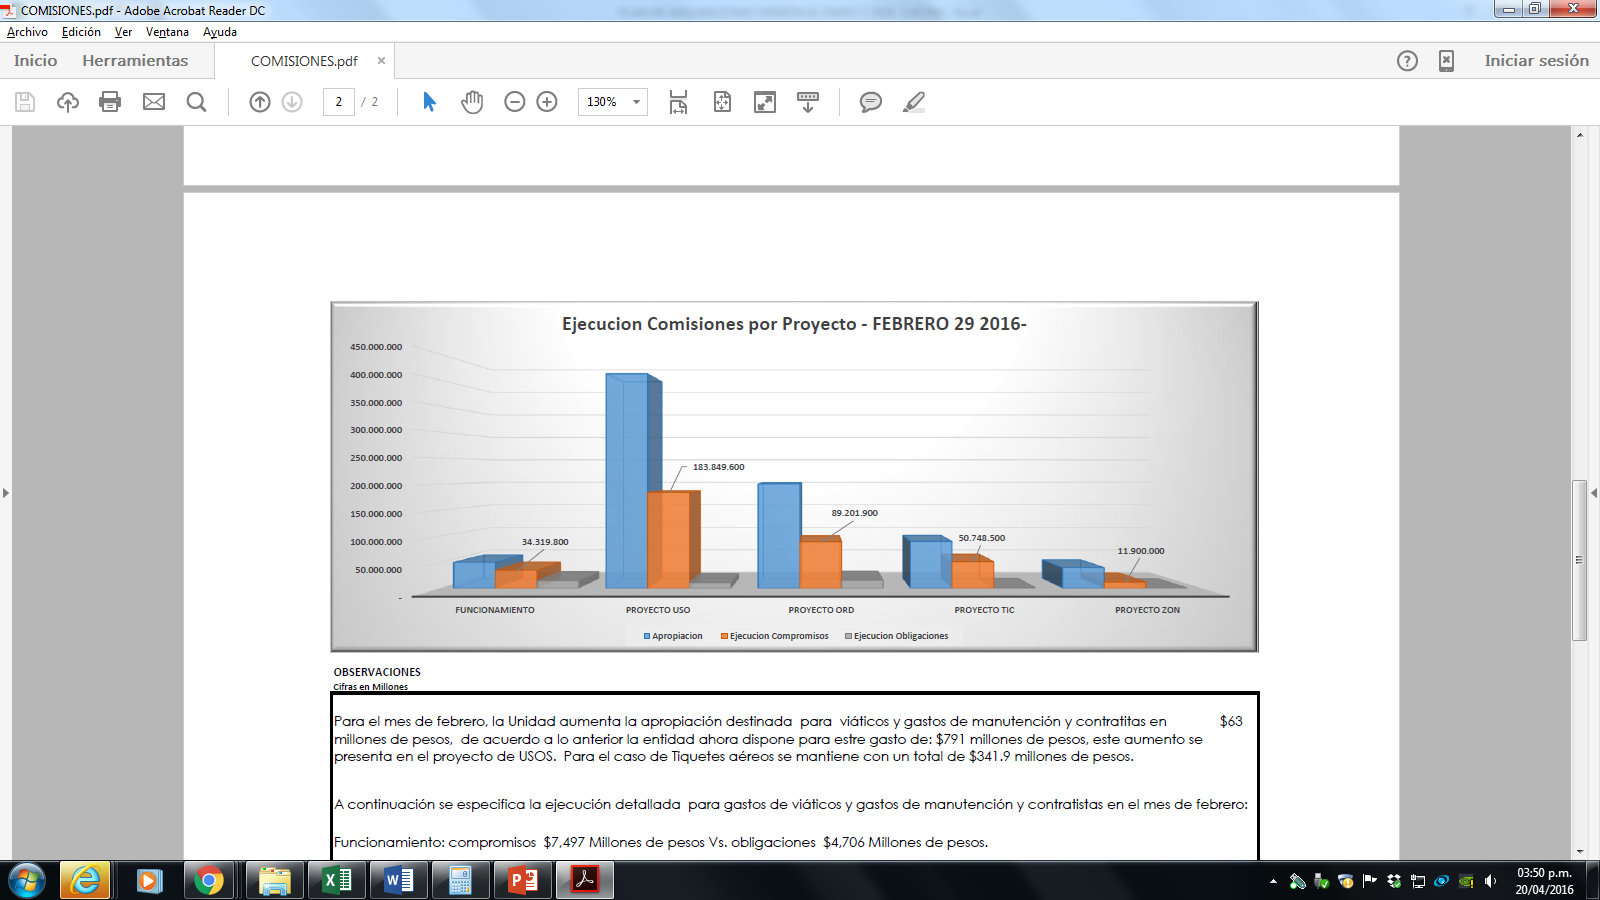 COMISIONES.pdf - Adobe Acrobat Reader DC
Archivo Edición Ver Ventana Ayuda
Inicio Herramientas COMISIONES.pdf × Iniciar sesión
2 / 2 130%
Ejecucion Comisiones por Proyecto - FEBRERO 29 2016-
450.000.000
400.000.000
350.000.000
300.000.000
250.000.000
200.000.000
150.000.000
100.000.000
50.000.000
-
34.319.800
183.849.600
89.201.900
50.748.500
11.900.000
FUNCIONAMIENTO PROYECTO USO PROYECTO ORD PROYECTO TIC PROYECTO ZON
Apropiacion Ejecucion Compromisos Ejecucion Obligaciones
OBSERVACIONES
Cifras en Millones
Para el mes de febrero, la Unidad aumenta la apropiación destinada para viáticos y gastos de manutención y contratitas en $63
millones de pesos, de acuerdo a lo anterior la entidad ahora dispone para estre gasto de: $791 millones de pesos, este aumento se
presenta en el proyecto de USOS. Para el caso de Tiquetes aéreos se mantiene con un total de $341.9 millones de pesos.
A continuación se especifica la ejecución detallada para gastos de viáticos y gastos de manutención y contratistas en el mes de febrero:
Funcionamiento: compromisos $7,497 Millones de pesos Vs. obligaciones $4,706 Millones de pesos.
03:50 p.m.
20/04/2016